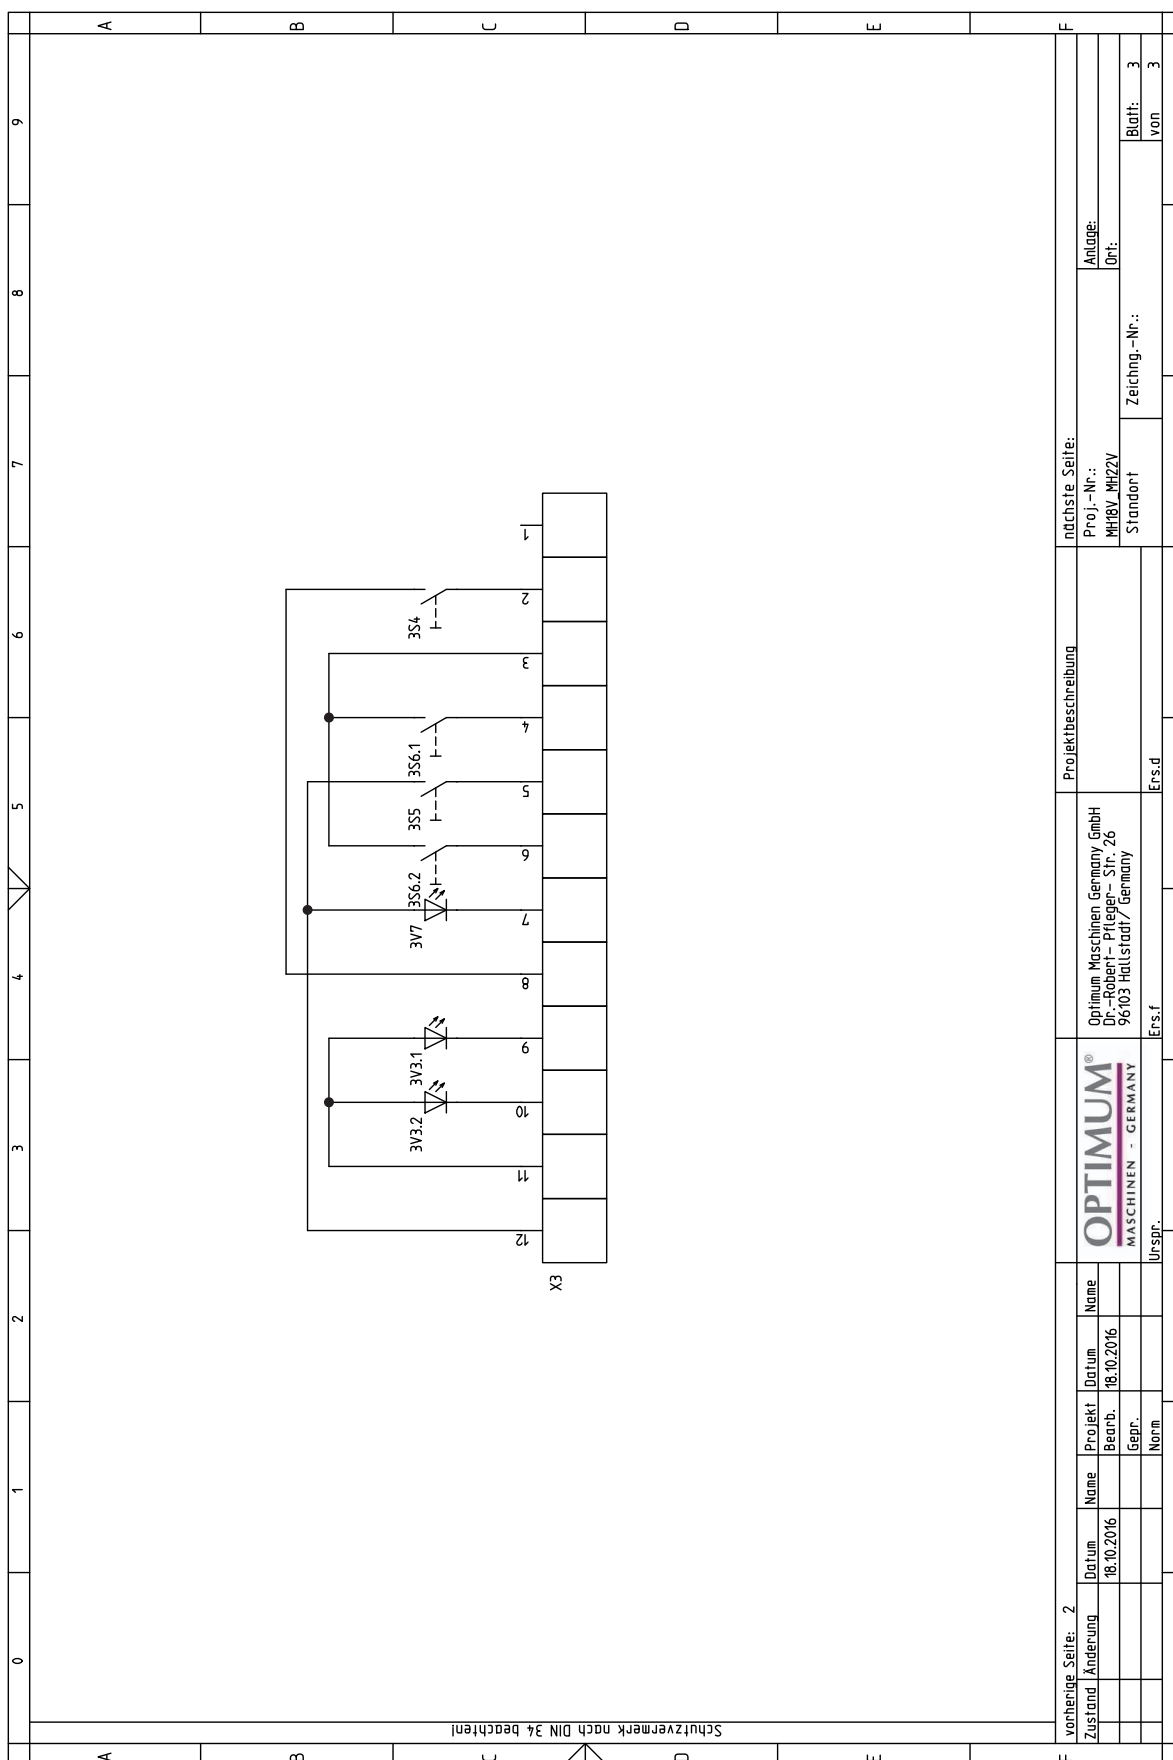 0 1 2 3 4 5 6 7 8 9
A A
B B
C C
D D
E E
F F
Schutzvermerk nach DIN 34 beachten!
3V3.2 3V3.1 3V7 3S6.2 3S5 3S6.1 3S4
12 11 10 9 8 7 6 5 4 3 2 1
X3
vorherige Seite: 2
Projektbeschreibung
nächste Seite:
Zustand Änderung Datum Name Projekt Datum Name
18.10.2016 Bearb. 18.10.2016
Gepr.
Norm
OPTIMUM®
MASCHINEN - GERMANY
Urspr.
Optimum Maschinen Germany GmbH
Dr.-Robert- Pfleger- Str. 26
96103 Hallstadt/ Germany
Ers.f
Ers.d
Proj.-Nr.:
MH18V_MH22V
Anlage:
Ort:
Standort
Zeichng.-Nr.:
Blatt: 3
von 3